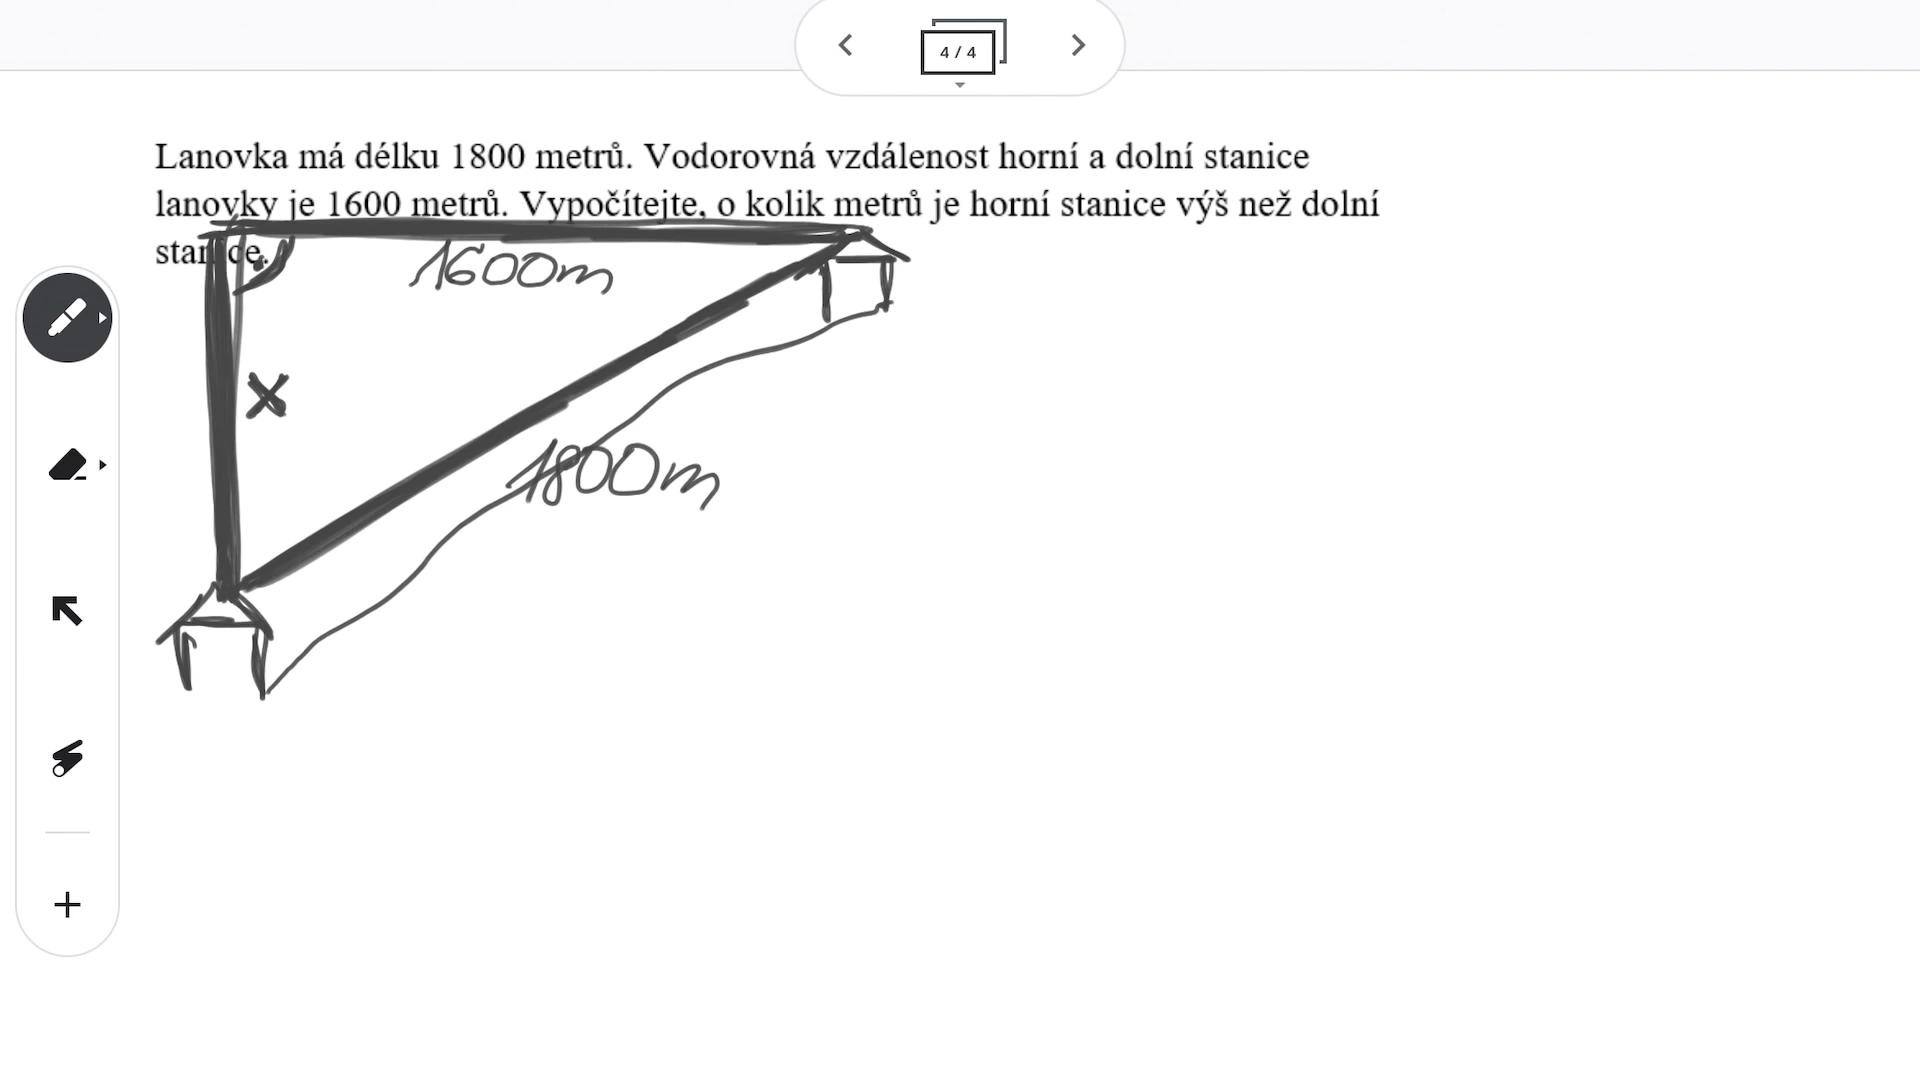 4 / 4
Lanovka má délku 1800 metrů. Vodorovná vzdálenost horní a dolní stanice
lanovky je 1600 metrů. Vypočítejte, o kolik metrů je horní stanice výš než dolní
stanice.
1600m
x
1800m